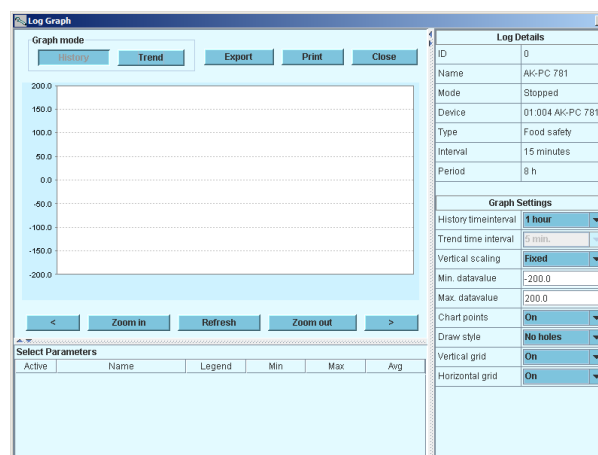 Log Graph
Graph mode
History Trend Export Print Close
200.0
150.0
100.0
50.0
0.0
-50.0
-100.0
-150.0
-200.0
< Zoom in Refresh Zoom out >
Select Parameters
Active Name Legend Min Max Avg
Log Details
ID 0
Name AK-PC 781
Mode Stopped
Device 01:004 AK-PC 781
Type Food safety
Interval 15 minutes
Period 8 h
Graph Settings
History timeinterval 1 hour
Trend time interval 5 min.
Vertical scaling Fixed
Min. datavalue -200.0
Max. datavalue 200.0
Chart points On
Draw style No holes
Vertical grid On
Horizontal grid On